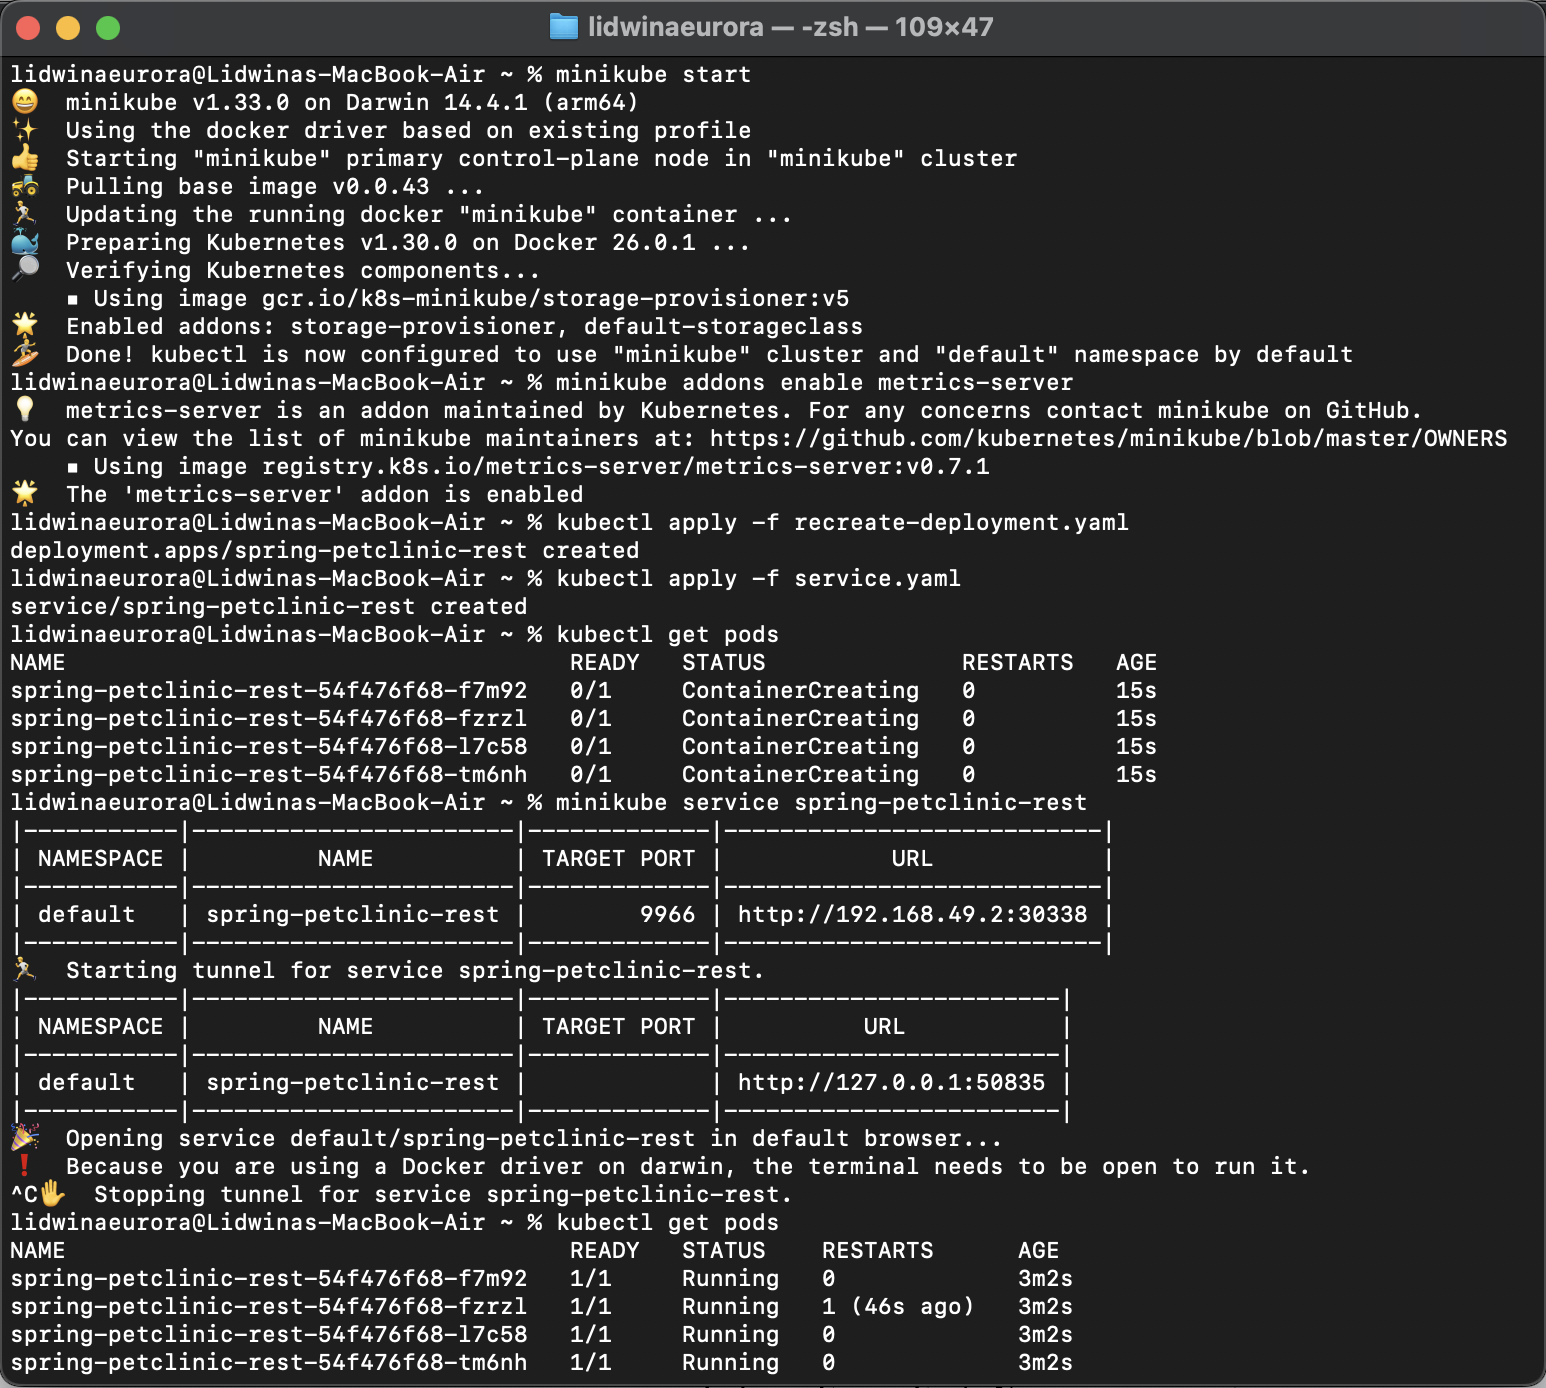 lidwinaeurora — -zsh — 109×47
lidwinaeurora@Lidwinas-MacBook-Air ~ % minikube start
😄  minikube v1.33.0 on Darwin 14.4.1 (arm64)
✨  Using the docker driver based on existing profile
👍  Starting "minikube" primary control-plane node in "minikube" cluster
🚜  Pulling base image v0.0.43 ...
🏃  Updating the running docker "minikube" container ...
🐳  Preparing Kubernetes v1.30.0 on Docker 26.0.1 ...
🔎  Verifying Kubernetes components...
    ▪ Using image gcr.io/k8s-minikube/storage-provisioner:v5
🌟  Enabled addons: storage-provisioner, default-storageclass
🏄  Done! kubectl is now configured to use "minikube" cluster and "default" namespace by default
lidwinaeurora@Lidwinas-MacBook-Air ~ % minikube addons enable metrics-server
💡  metrics-server is an addon maintained by Kubernetes. For any concerns contact minikube on GitHub.
You can view the list of minikube maintainers at: https://github.com/kubernetes/minikube/blob/master/OWNERS
    ▪ Using image registry.k8s.io/metrics-server/metrics-server:v0.7.1
🌟  The 'metrics-server' addon is enabled
lidwinaeurora@Lidwinas-MacBook-Air ~ % kubectl apply -f recreate-deployment.yaml
deployment.apps/spring-petclinic-rest created
lidwinaeurora@Lidwinas-MacBook-Air ~ % kubectl apply -f service.yaml
service/spring-petclinic-rest created
lidwinaeurora@Lidwinas-MacBook-Air ~ % kubectl get pods
NAME                                    READY   STATUS              RESTARTS   AGE
spring-petclinic-rest-54f476f68-f7m92   0/1     ContainerCreating   0          15s
spring-petclinic-rest-54f476f68-fzrzl   0/1     ContainerCreating   0          15s
spring-petclinic-rest-54f476f68-l7c58   0/1     ContainerCreating   0          15s
spring-petclinic-rest-54f476f68-tm6nh   0/1     ContainerCreating   0          15s
lidwinaeurora@Lidwinas-MacBook-Air ~ % minikube service spring-petclinic-rest
|-----------|-----------------------|-------------|---------------------------|
| NAMESPACE |         NAME          | TARGET PORT |            URL            |
|-----------|-----------------------|-------------|---------------------------|
| default   | spring-petclinic-rest |        9966 | http://192.168.49.2:30338 |
|-----------|-----------------------|-------------|---------------------------|
🏃  Starting tunnel for service spring-petclinic-rest.
|-----------|-----------------------|-------------|------------------------|
| NAMESPACE |         NAME          | TARGET PORT |          URL           |
|-----------|-----------------------|-------------|------------------------|
| default   | spring-petclinic-rest |             | http://127.0.0.1:50835 |
|-----------|-----------------------|-------------|------------------------|
🎉  Opening service default/spring-petclinic-rest in default browser...
❗  Because you are using a Docker driver on darwin, the terminal needs to be open to run it.
^C✋  Stopping tunnel for service spring-petclinic-rest.
lidwinaeurora@Lidwinas-MacBook-Air ~ % kubectl get pods
NAME                                    READY   STATUS    RESTARTS      AGE
spring-petclinic-rest-54f476f68-f7m92   1/1     Running   0             3m2s
spring-petclinic-rest-54f476f68-fzrzl   1/1     Running   1 (46s ago)   3m2s
spring-petclinic-rest-54f476f68-l7c58   1/1     Running   0             3m2s
spring-petclinic-rest-54f476f68-tm6nh   1/1     Running   0             3m2s